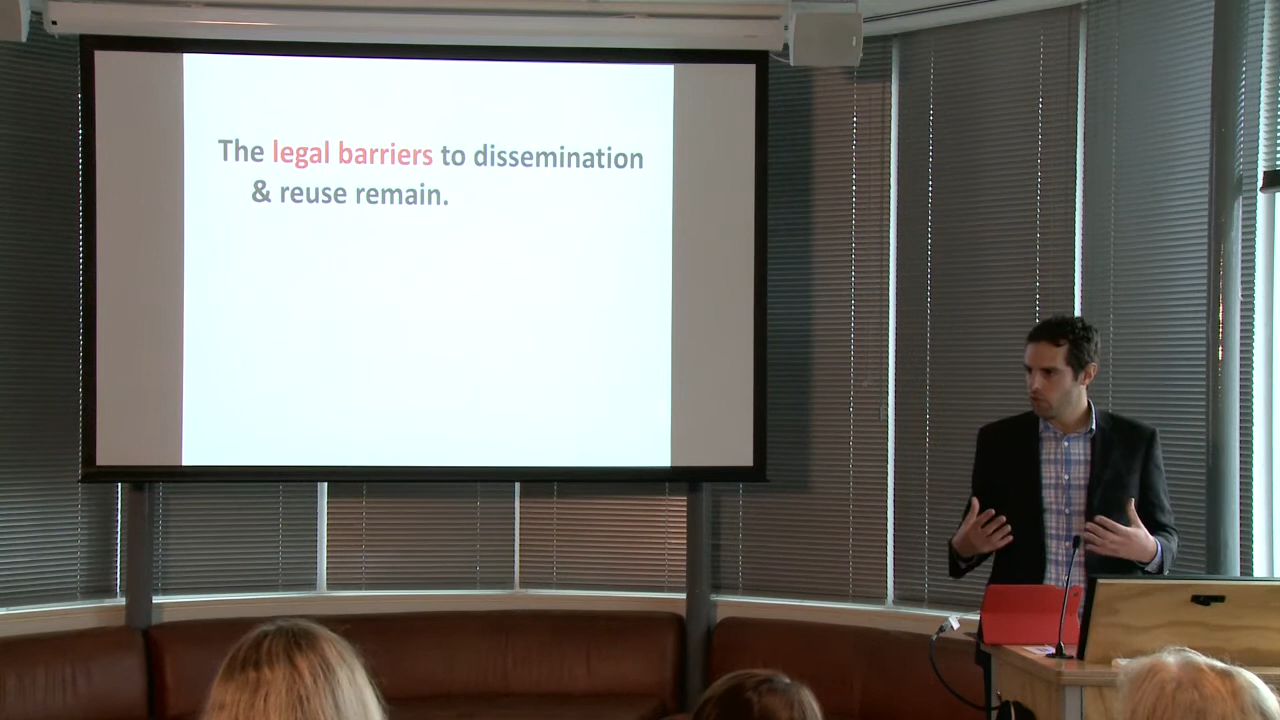 The legal barriers to dissemination
& reuse remain.